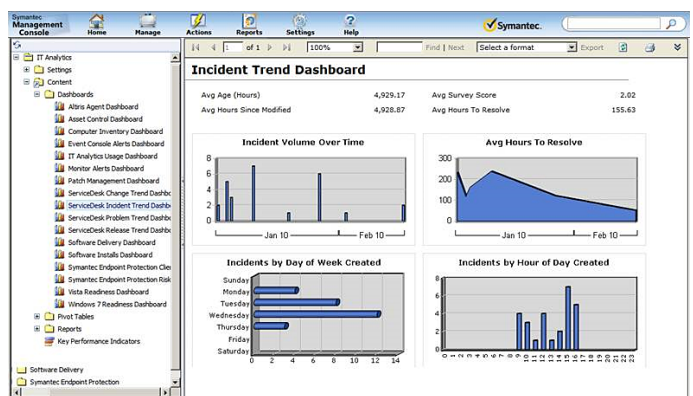 Symantec
Management
Console
Home
Manage
Actions
Reports
Settings
Help
Symantec.
IT Analytics
Settings
Content
Dashboards
Altiris Agent Dashboard
Asset Control Dashboard
Computer Inventory Dashboard
Event Console Alerts Dashboard
IT Analytics Usage Dashboard
Monitor Alerts Dashboard
Patch Management Dashboard
ServiceDesk Change Trend Dashbo
ServiceDesk Incident Trend Dashb
ServiceDesk Problem Trend Dashb
ServiceDesk Release Trend Dashbo
Software Delivery Dashboard
Software Installs Dashboard
Symantec Endpoint Protection Clie
Symantec Endpoint Protection Risk
Vista Readiness Dashboard
Windows 7 Readiness Dashboard
Pivot Tables
Reports
Key Performance Indicators
Software Delivery
Symantec Endpoint Protection
1 of 1 100% Find | Next Select a format Export
Incident Trend Dashboard
Avg Age (Hours) 4,929.17 Avg Survey Score 2.02
Avg Hours Since Modified 4,928.87 Avg Hours To Resolve 155.63
Incident Volume Over Time
8
6
4
2
0
Jan 10 Feb 10
Avg Hours To Resolve
300
200
100
0
Jan 10 Feb 10
Incidents by Day of Week Created
Sunday
Monday
Tuesday
Wednesday
Thursday
Friday
Saturday
0 2 4 6 8 10 12 14
Incidents by Hour of Day Created
8
6
4
2
0
0 1 2 3 4 5 6 7 8 9 10 11 12 13 14 15 16 17 18 19 20 21 22 23